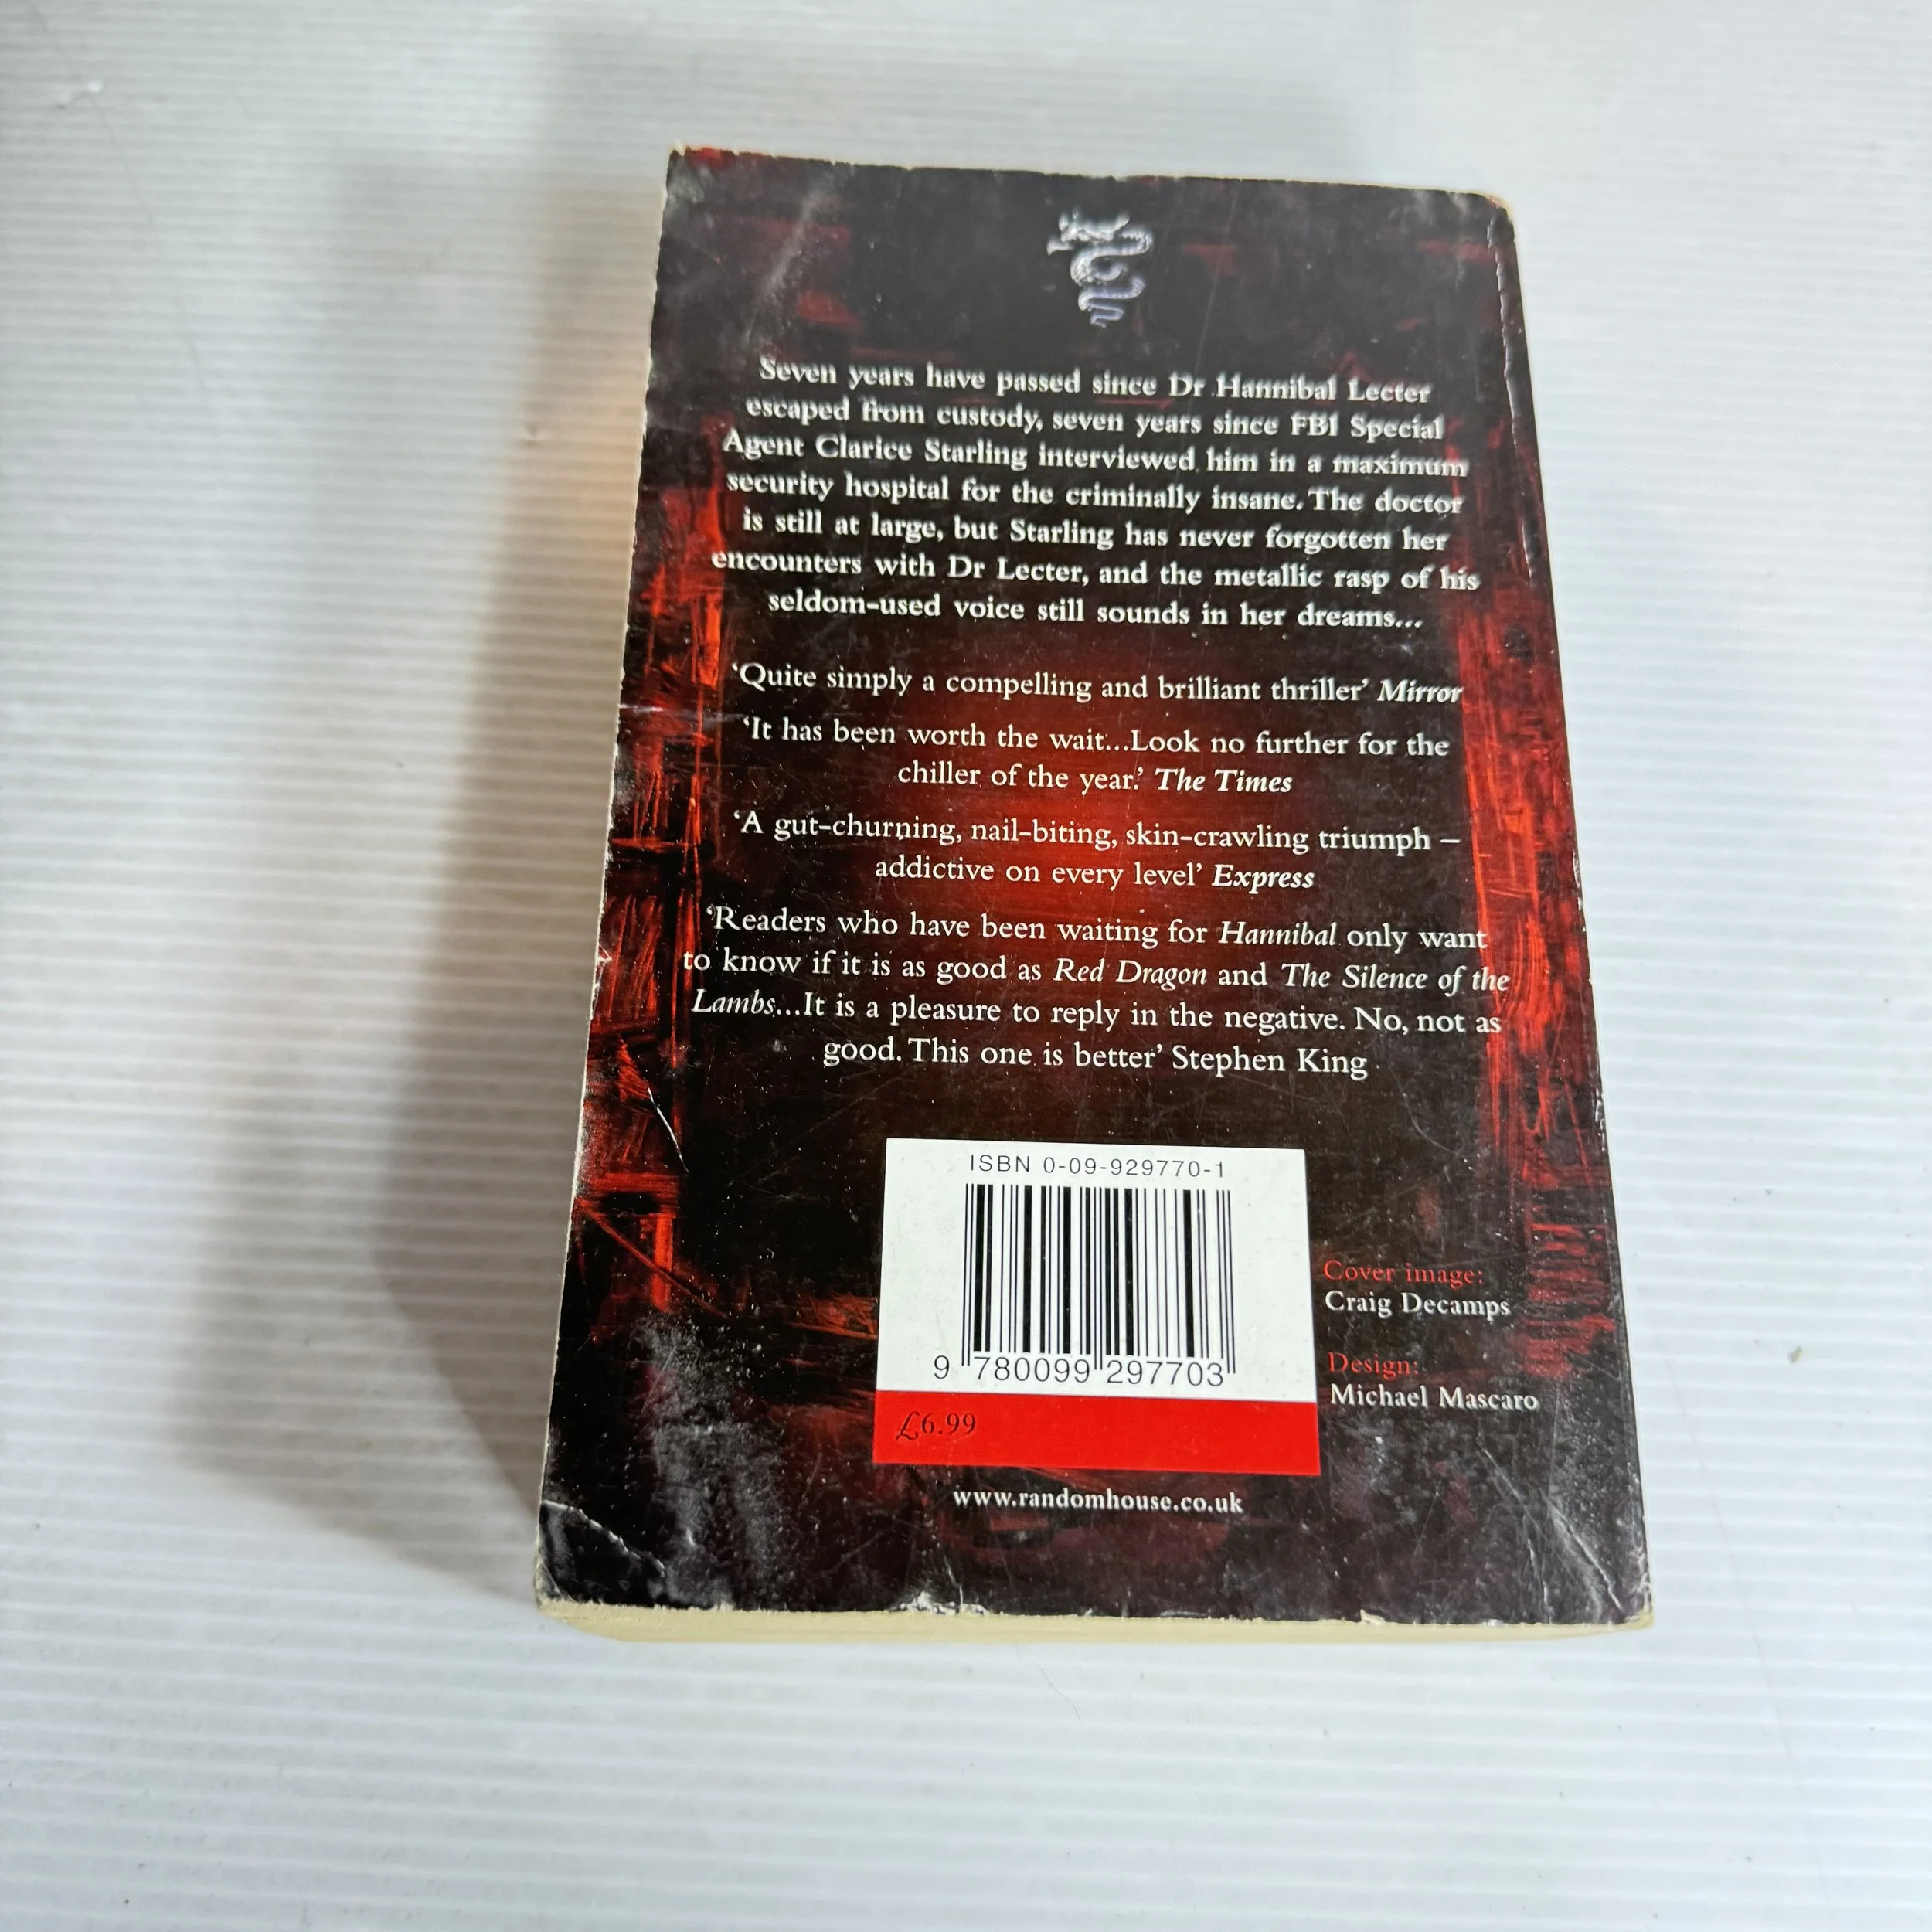 Seven years have passed since Dr Hannibal Lecter
escaped from custody, seven years since FBI Special
Agent Clarice Starling interviewed him in a maximum
security hospital for the criminally insane. The doctor
is still at large, but Starling has never forgotten her
encounters with Dr Lecter, and the metallic rasp of his
seldom-used voice still sounds in her dreams...
‘Quite simply a compelling and brilliant thriller’ Mirror
‘It has been worth the wait...Look no further for the
chiller of the year.’ The Times
‘A gut-churning, nail-biting, skin-crawling triumph –
addictive on every level’ Express
‘Readers who have been waiting for Hannibal only want
to know if it is as good as Red Dragon and The Silence of the
Lambs...It is a pleasure to reply in the negative. No, not as
good. This one is better’ Stephen King
ISBN 0-09-929770-1
9 780099 297703
£6.99
Cover image:
Craig Decamps
Design:
Michael Mascaro
www.randomhouse.co.uk